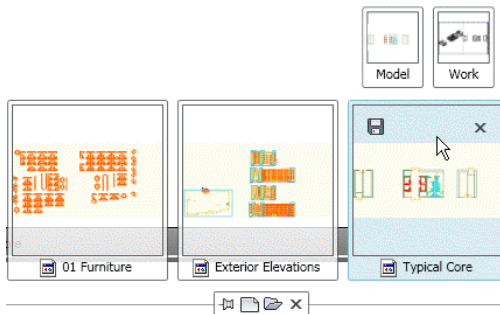 Model
Work
01 Furniture
Exterior Elevations
Typical Core